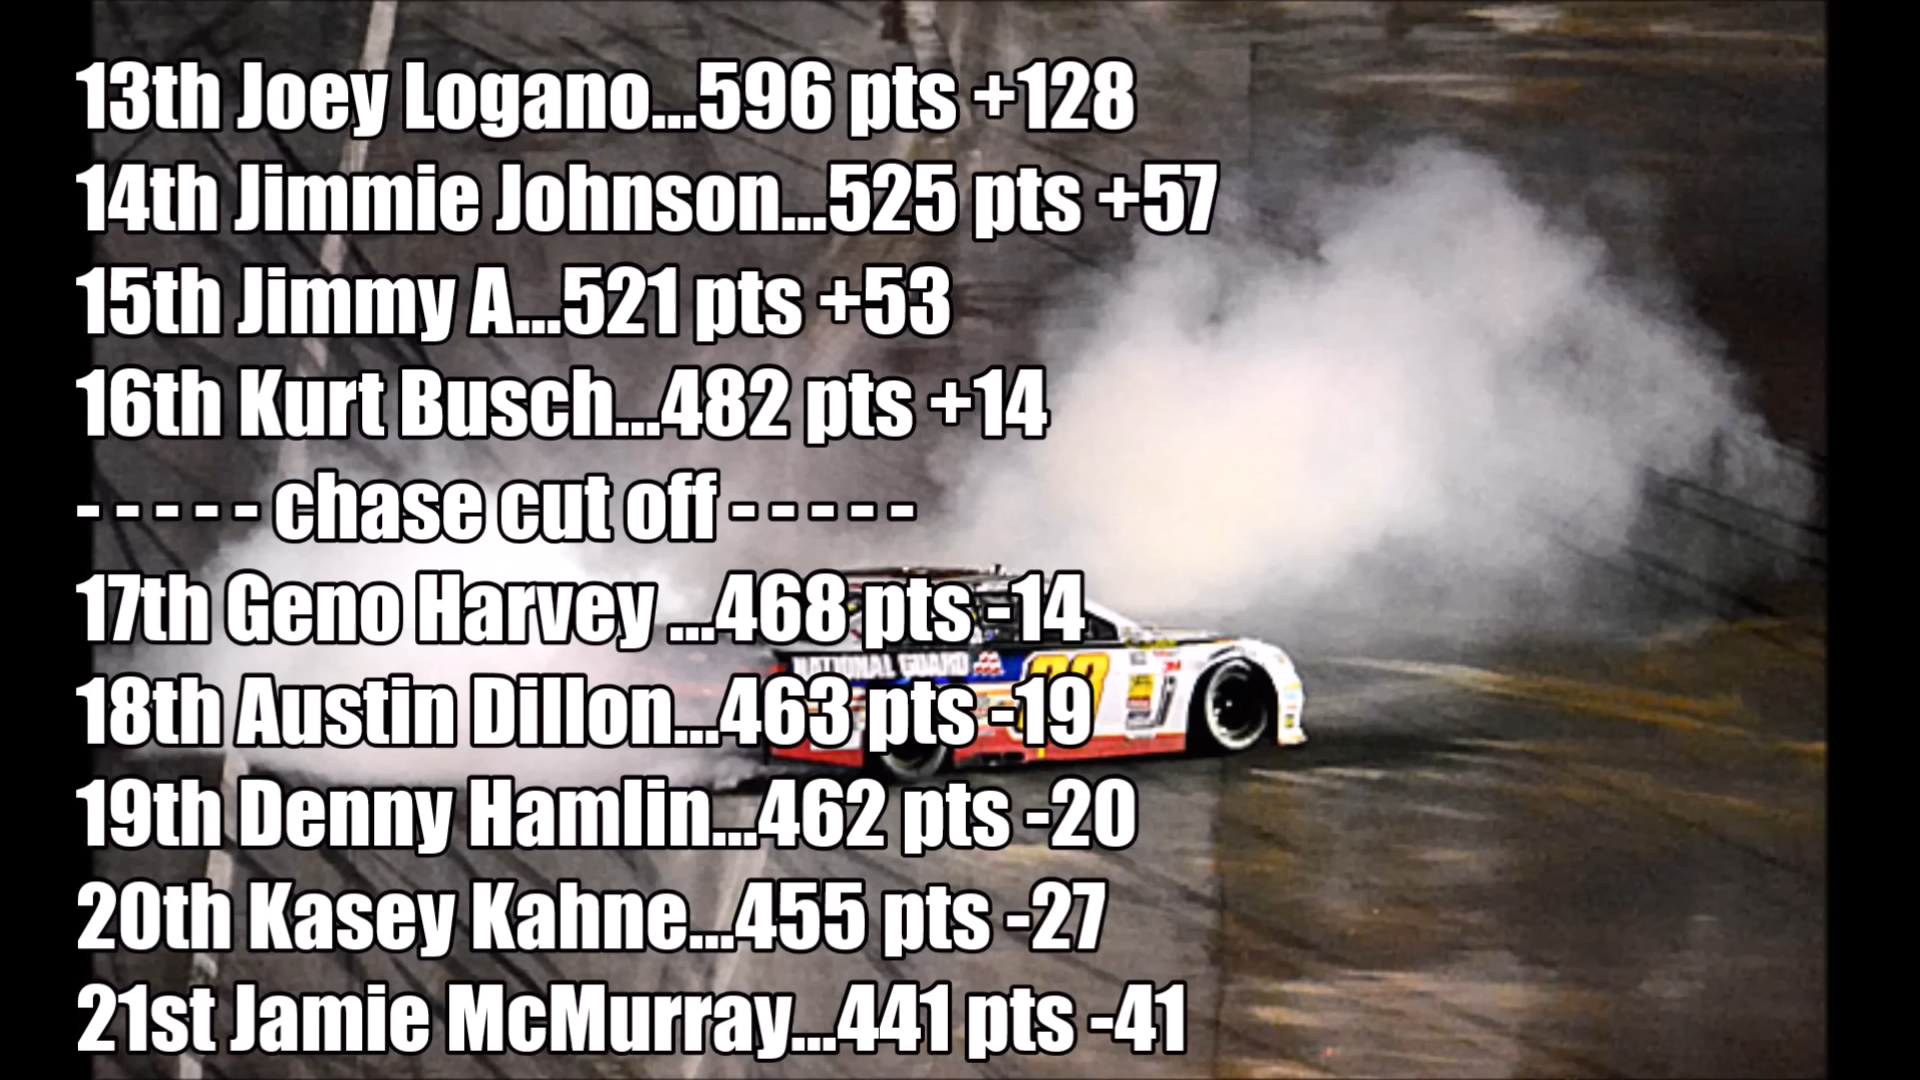 13th Joey Logano...596 pts +128
14th Jimmie Johnson...525 pts +57
15th Jimmy A...521 pts +53
16th Kurt Busch...482 pts +14
- - - - - chase cut off - - - - -
17th Geno Harvey ...468 pts -14
NATIONAL GUARD
18th Austin Dillon...463 pts -19
19th Denny Hamlin...462 pts -20
20th Kasey Kahne...455 pts -27
21st Jamie McMurray...441 pts -41